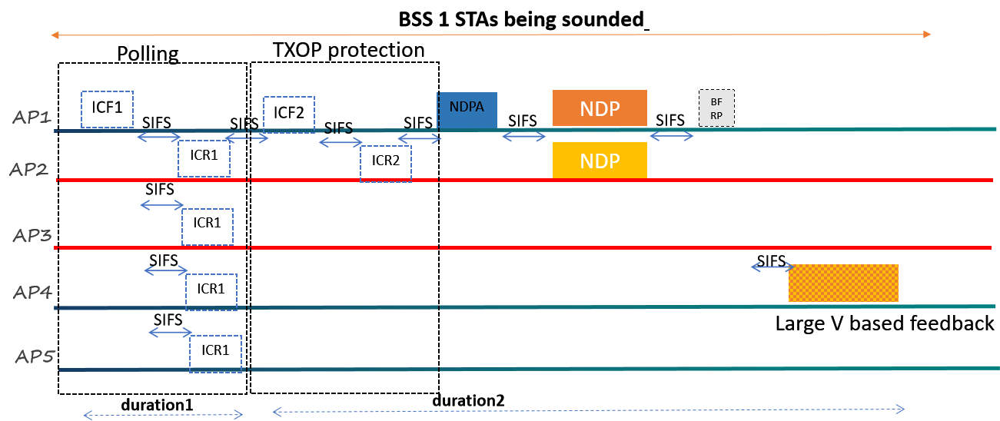 BSS 1 STAs being sounded_
Polling
TXOP protection
AP1
ICF1
SIFS
SIFS
ICF2
SIFS
SIFS
NDPA
SIFS
NDP
SIFS
BF
RP
AP2
ICR1
ICR2
NDP
SIFS
AP3
ICR1
SIFS
SIFS
AP4
ICR1
SIFS
Large V based feedback
AP5
ICR1
duration1
duration2